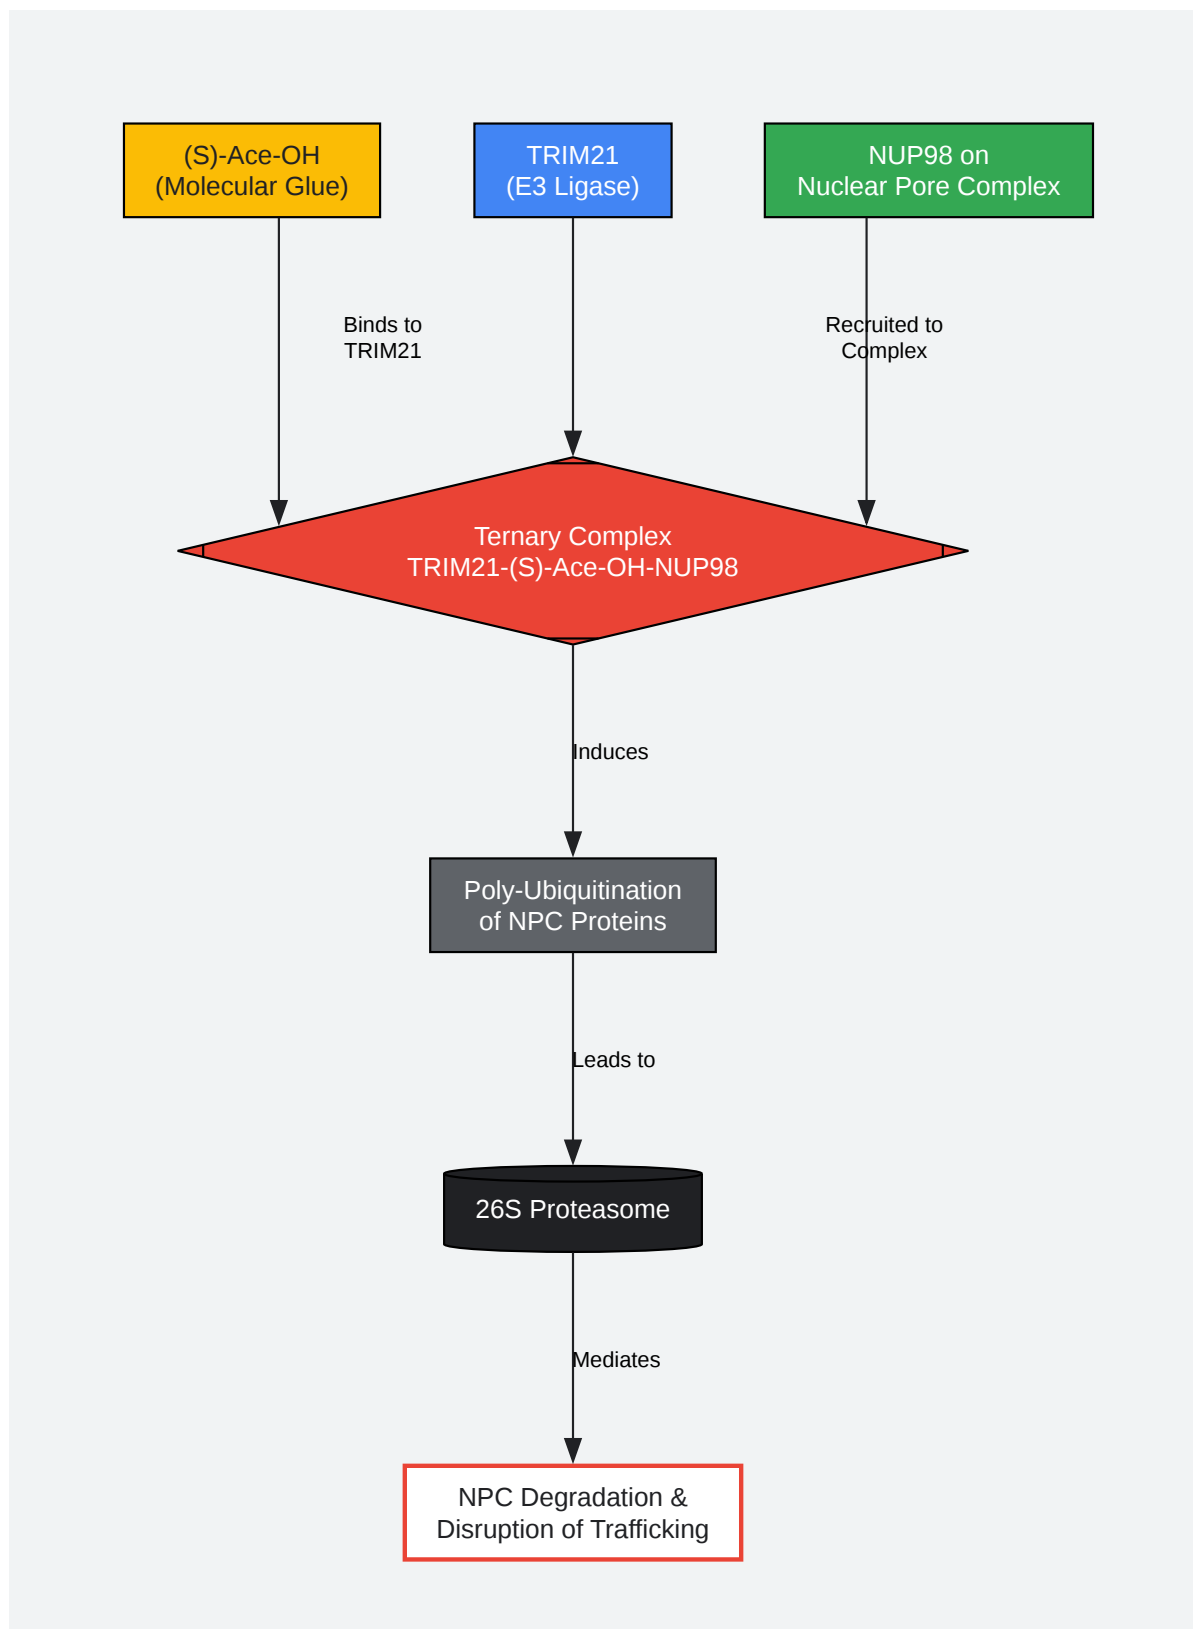 (S)-Ace-OH
(Molecular Glue)
TRIM21
(E3 Ligase)
NUP98 on
Nuclear Pore Complex
Binds to
TRIM21
Recruited to
Complex
Ternary Complex
TRIM21-(S)-Ace-OH-NUP98
Induces
Poly-Ubiquitination
of NPC Proteins
Leads to
26S Proteasome
Mediates
NPC Degradation &
Disruption of Trafficking